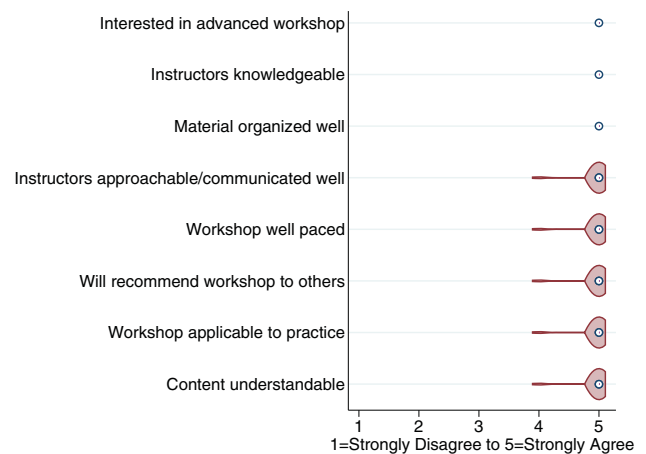 Interested in advanced workshop
Instructors knowledgeable
Material organized well
Instructors approachable/communicated well
Workshop well paced
Will recommend workshop to others
Workshop applicable to practice
Content understandable
1 2 3 4 5
1=Strongly Disagree to 5=Strongly Agree